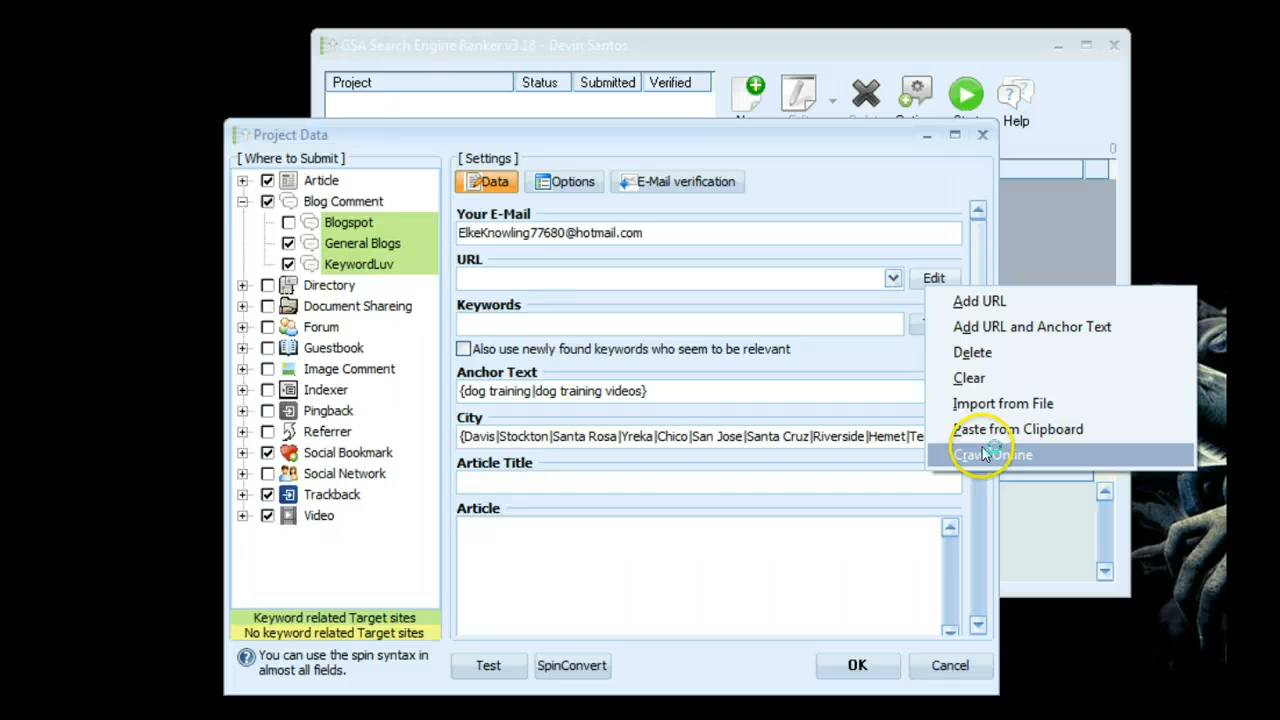 GSA Search Engine Ranker v3.18 - Devin Santos
Project Status Submitted Verified
Help
0
Project Data
[ Where to Submit ]
Article
Blog Comment
Blogspot
General Blogs
KeywordLuv
Directory
Document Shareing
Forum
Guestbook
Image Comment
Indexer
Pingback
Referrer
Social Bookmark
Social Network
Trackback
Video
Keyword related Target sites
No keyword related Target sites
You can use the spin syntax in
almost all fields.
[ Settings ]
Data Options E-Mail verification
Your E-Mail
ElkeKnowling77680@hotmail.com
URL
Edit
Keywords
Also use newly found keywords who seem to be relevant
Anchor Text
{dog training|dog training videos}
City
{Davis|Stockton|Santa Rosa|Yreka|Chico|San Jose|Santa Cruz|Riverside|Hemet|Te
Article Title
Article
Test SpinConvert OK Cancel
Add URL
Add URL and Anchor Text
Delete
Clear
Import from File
Paste from Clipboard
Crawl Online